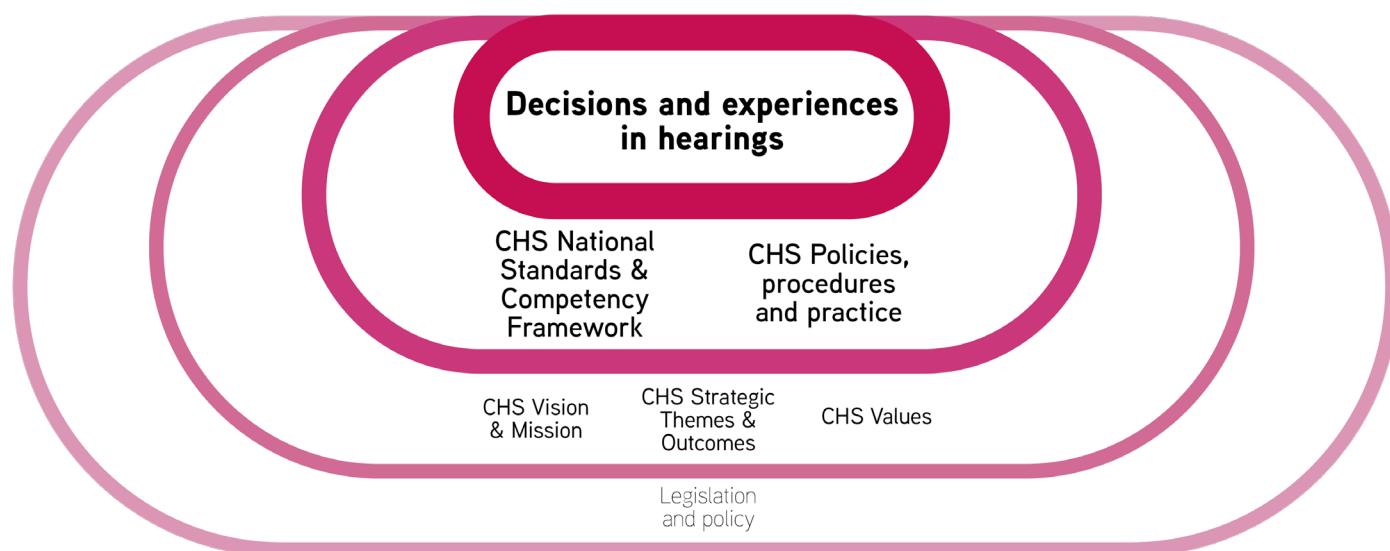 Decisions and experiences
in hearings
CHS National
Standards &
Competency
Framework
CHS Policies,
procedures
and practice
CHS Vision
& Mission
CHS Strategic
Themes &
Outcomes
CHS Values
Legislation
and policy